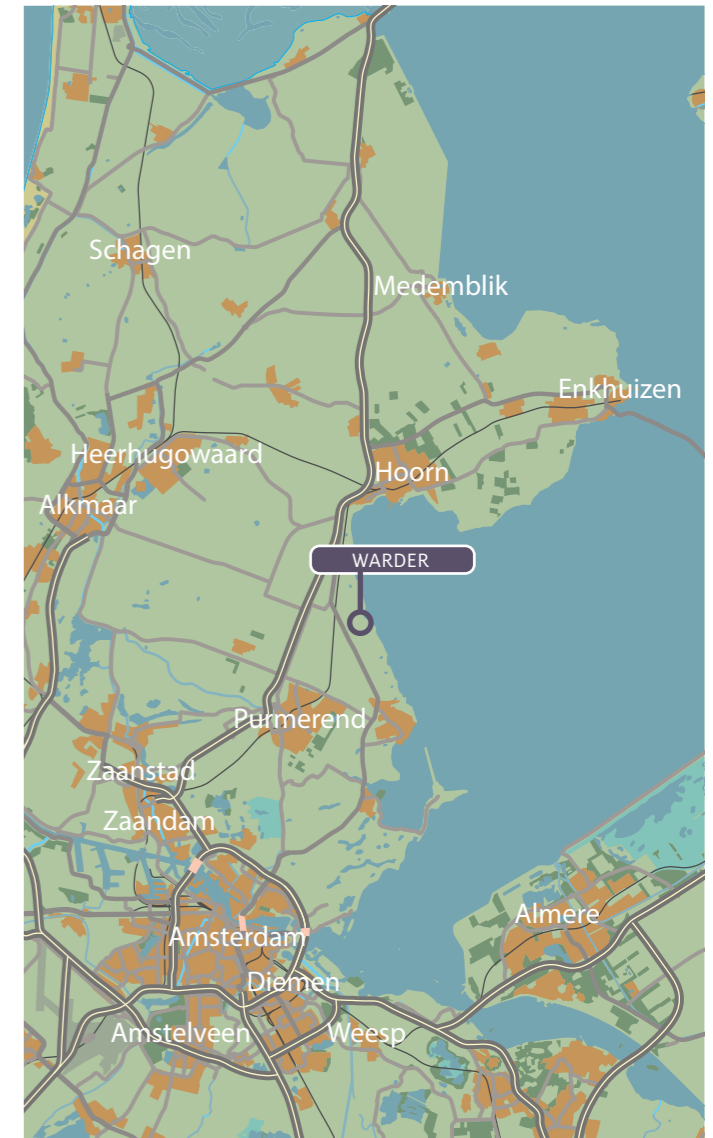 Schagen
Medemblik
Enkhuizen
Heerhugowaard
Hoorn
Alkmaar
WARDER
Purmerend
Zaanstad
Zaandam
Almere
Amsterdam
Diemen
Amstelveen
Weesp